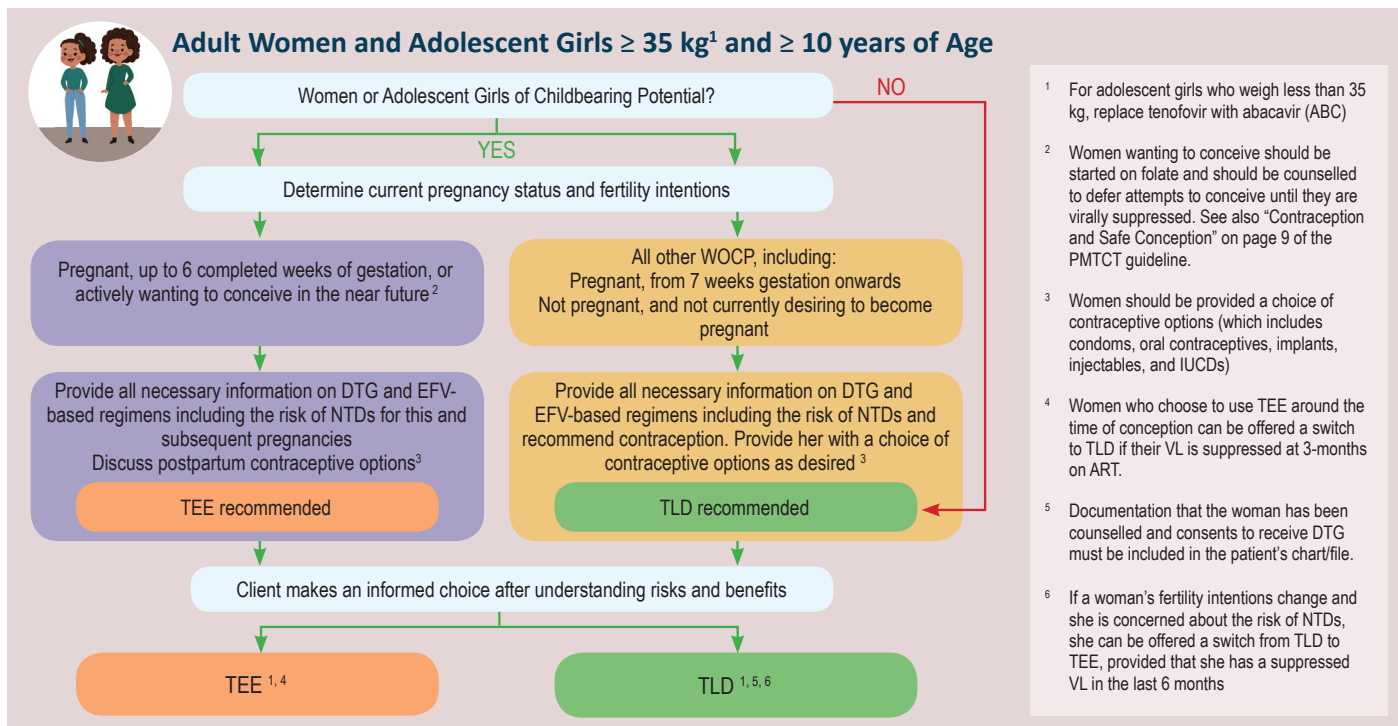 Adult Women and Adolescent Girls ≥ 35 kg¹ and ≥ 10 years of Age
Women or Adolescent Girls of Childbearing Potential?
NO
YES
Determine current pregnancy status and fertility intentions
Pregnant, up to 6 completed weeks of gestation, or
actively wanting to conceive in the near future ²
All other WOCP, including:
Pregnant, from 7 weeks gestation onwards
Not pregnant, and not currently desiring to become
pregnant
Provide all necessary information on DTG and EFV-
based regimens including the risk of NTDs for this and
subsequent pregnancies
Discuss postpartum contraceptive options³
TEE recommended
Provide all necessary information on DTG and
EFV-based regimens including the risk of NTDs and
recommend contraception. Provide her with a choice of
contraceptive options as desired ³
TLD recommended
Client makes an informed choice after understanding risks and benefits
TEE ¹, ⁴
TLD ¹, ⁵, ⁶
¹ For adolescent girls who weigh less than 35
kg, replace tenofovir with abacavir (ABC)
² Women wanting to conceive should be
started on folate and should be counselled
to defer attempts to conceive until they are
virally suppressed. See also “Contraception
and Safe Conception” on page 9 of the
PMTCT guideline.
³ Women should be provided a choice of
contraceptive options (which includes
condoms, oral contraceptives, implants,
injectables, and IUCDs)
⁴ Women who choose to use TEE around the
time of conception can be offered a switch
to TLD if their VL is suppressed at 3-months
on ART.
⁵ Documentation that the woman has been
counselled and consents to receive DTG
must be included in the patient’s chart/file.
⁶ If a woman’s fertility intentions change and
she is concerned about the risk of NTDs,
she can be offered a switch from TLD to
TEE, provided that she has a suppressed
VL in the last 6 months